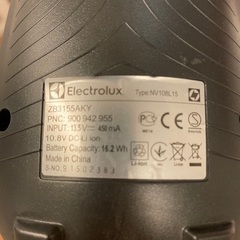 Electrolux
Type: NV108L15
ZB3155AKY
PNC: 900 942 955
INPUT: 13.5V 450 mA
10.8V DC Li ion
Battery Capacity: 16.2 Wh
Made in China